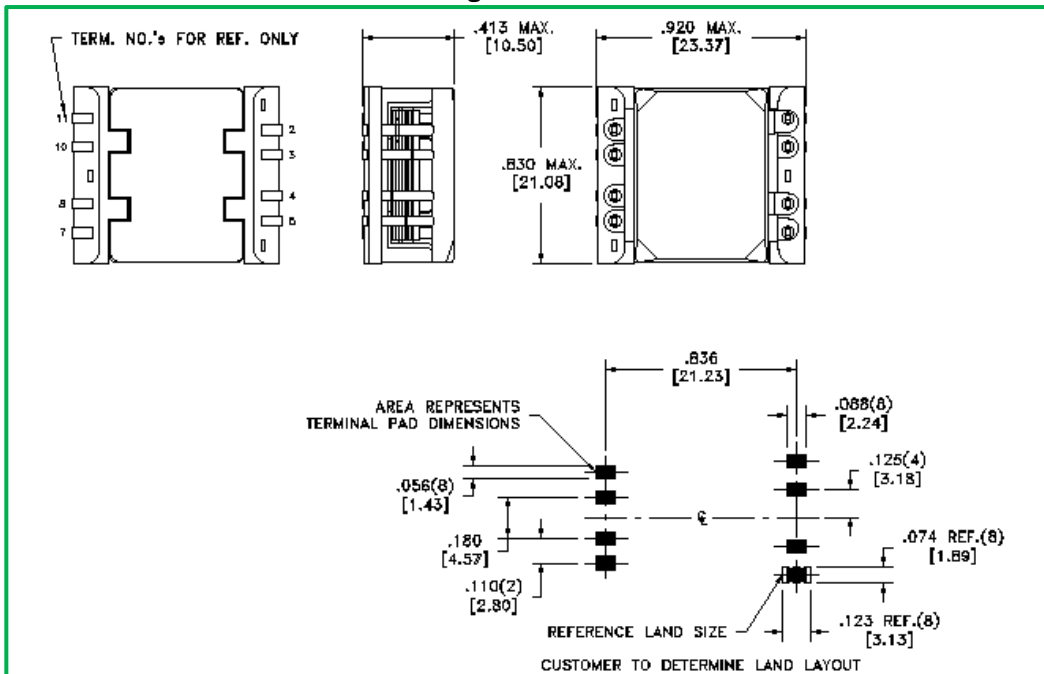 TERM. NO.'s FOR REF. ONLY
.413 MAX.
[10.50]
.920 MAX.
[23.37]
.830 MAX.
[21.08]
10
7
2
3
4
.836
[21.23]
AREA REPRESENTS
TERMINAL PAD DIMENSIONS
.088(8)
[2.24]
.125(4)
[3.18]
.056(8)
[1.43]
.180
[4.57]
.110(2)
[2.80]
.074 REF.(8)
[1.89]
REFERENCE LAND SIZE
.123 REF.(8)
[3.13]
CUSTOMER TO DETERMINE LAND LAYOUT